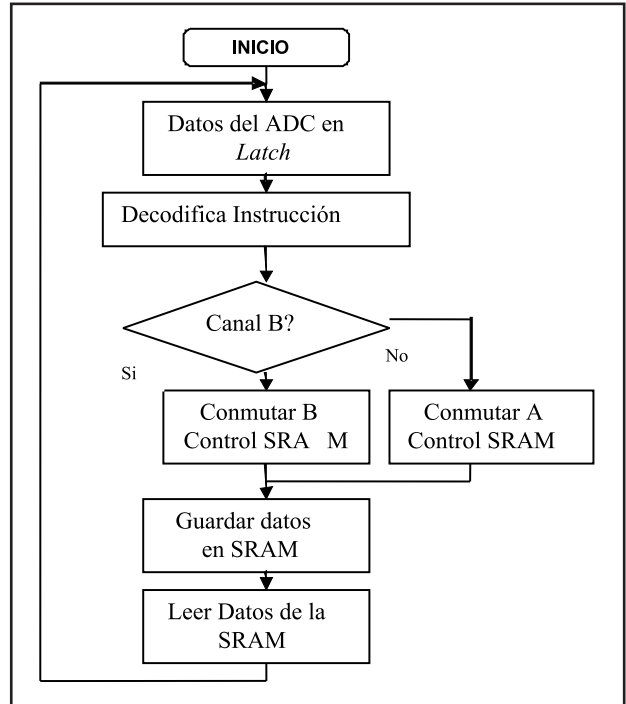 INICIO
Datos del ADC en
Latch
Decodifica Instrucción
Canal B?
Si
No
Conmutar B
Control SRA M
Conmutar A
Control SRAM
Guardar datos
en SRAM
Leer Datos de la
SRAM